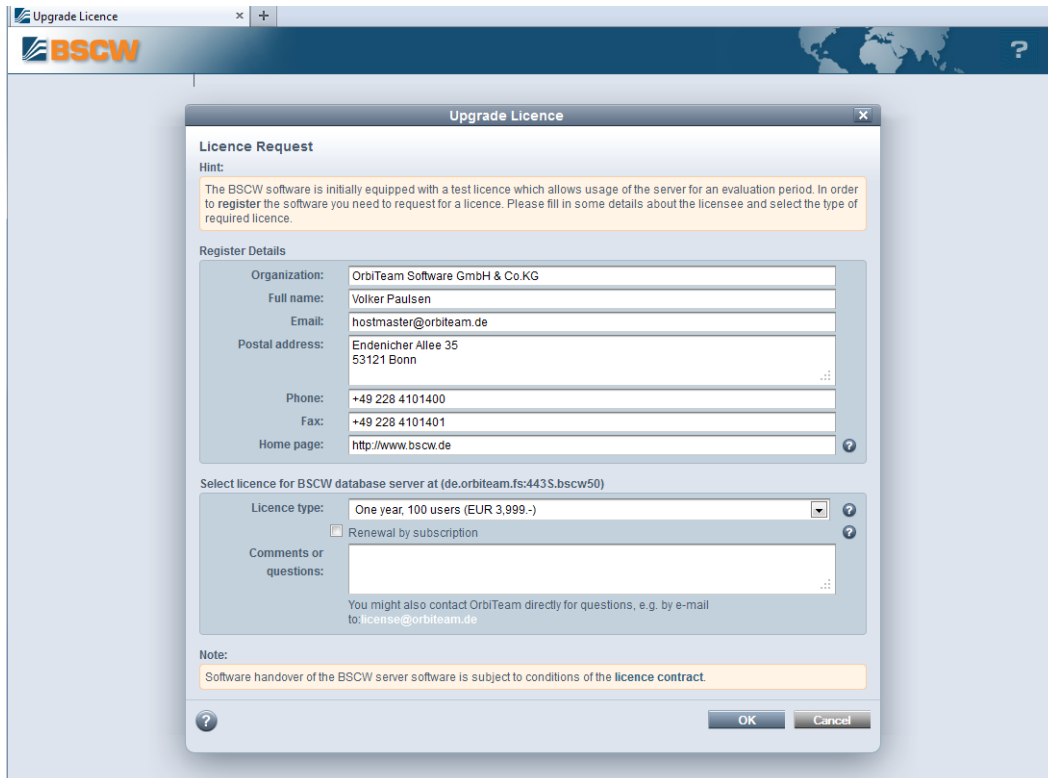 Upgrade Licence
BSCW
Upgrade Licence
Licence Request
Hint:
The BSCW software is initially equipped with a test licence which allows usage of the server for an evaluation period. In order
to register the software you need to request for a licence. Please fill in some details about the licensee and select the type of
required licence.
Register Details
Organization: OrbiTeam Software GmbH & Co.KG
Full name: Volker Paulsen
Email: hostmaster@orbiteam.de
Postal address: Endenicher Allee 35
53121 Bonn
Phone: +49 228 4101400
Fax: +49 228 4101401
Home page: http://www.bscw.de
Select licence for BSCW database server at (de.orbiteam.fs:443S.bscw50)
Licence type: One year, 100 users (EUR 3,999.-)
Renewal by subscription
Comments or
questions:
You might also contact OrbiTeam directly for questions, e.g. by e-mail
to:license@orbiteam.de
Note:
Software handover of the BSCW server software is subject to conditions of the licence contract.
OK Cancel